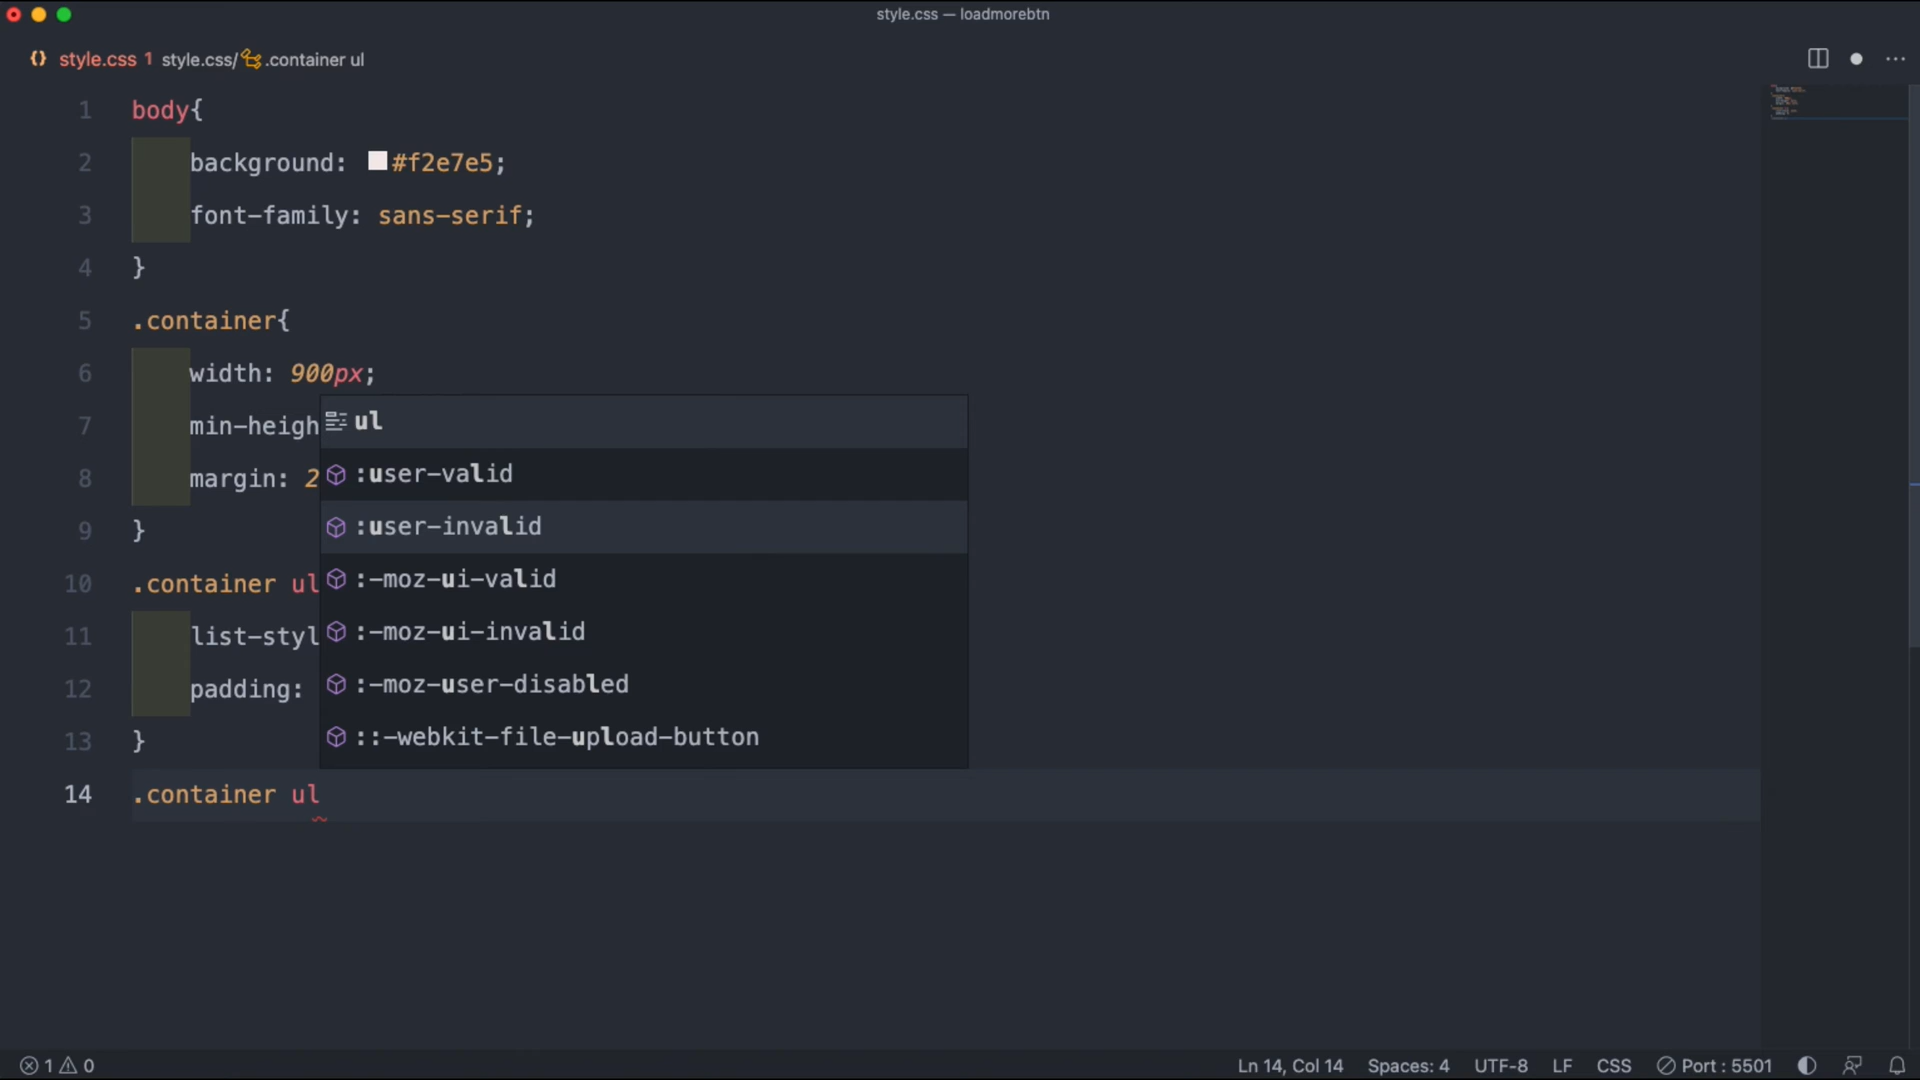 style.css — loadmorebtn
{} style.css 1 style.css/ .container ul
1 body{
2 background: #f2e7e5;
3 font-family: sans-serif;
4 }
5 .container{
6 width: 900px;
7 min-heigh
8 margin: 2
9 }
10 .container ul
11 list-styl
12 padding:
13 }
14 .container ul
ul
:user-valid
:user-invalid
:-moz-ui-valid
:-moz-ui-invalid
:-moz-user-disabled
::-webkit-file-upload-button
1 0 Ln 14, Col 14 Spaces: 4 UTF-8 LF CSS Port : 5501